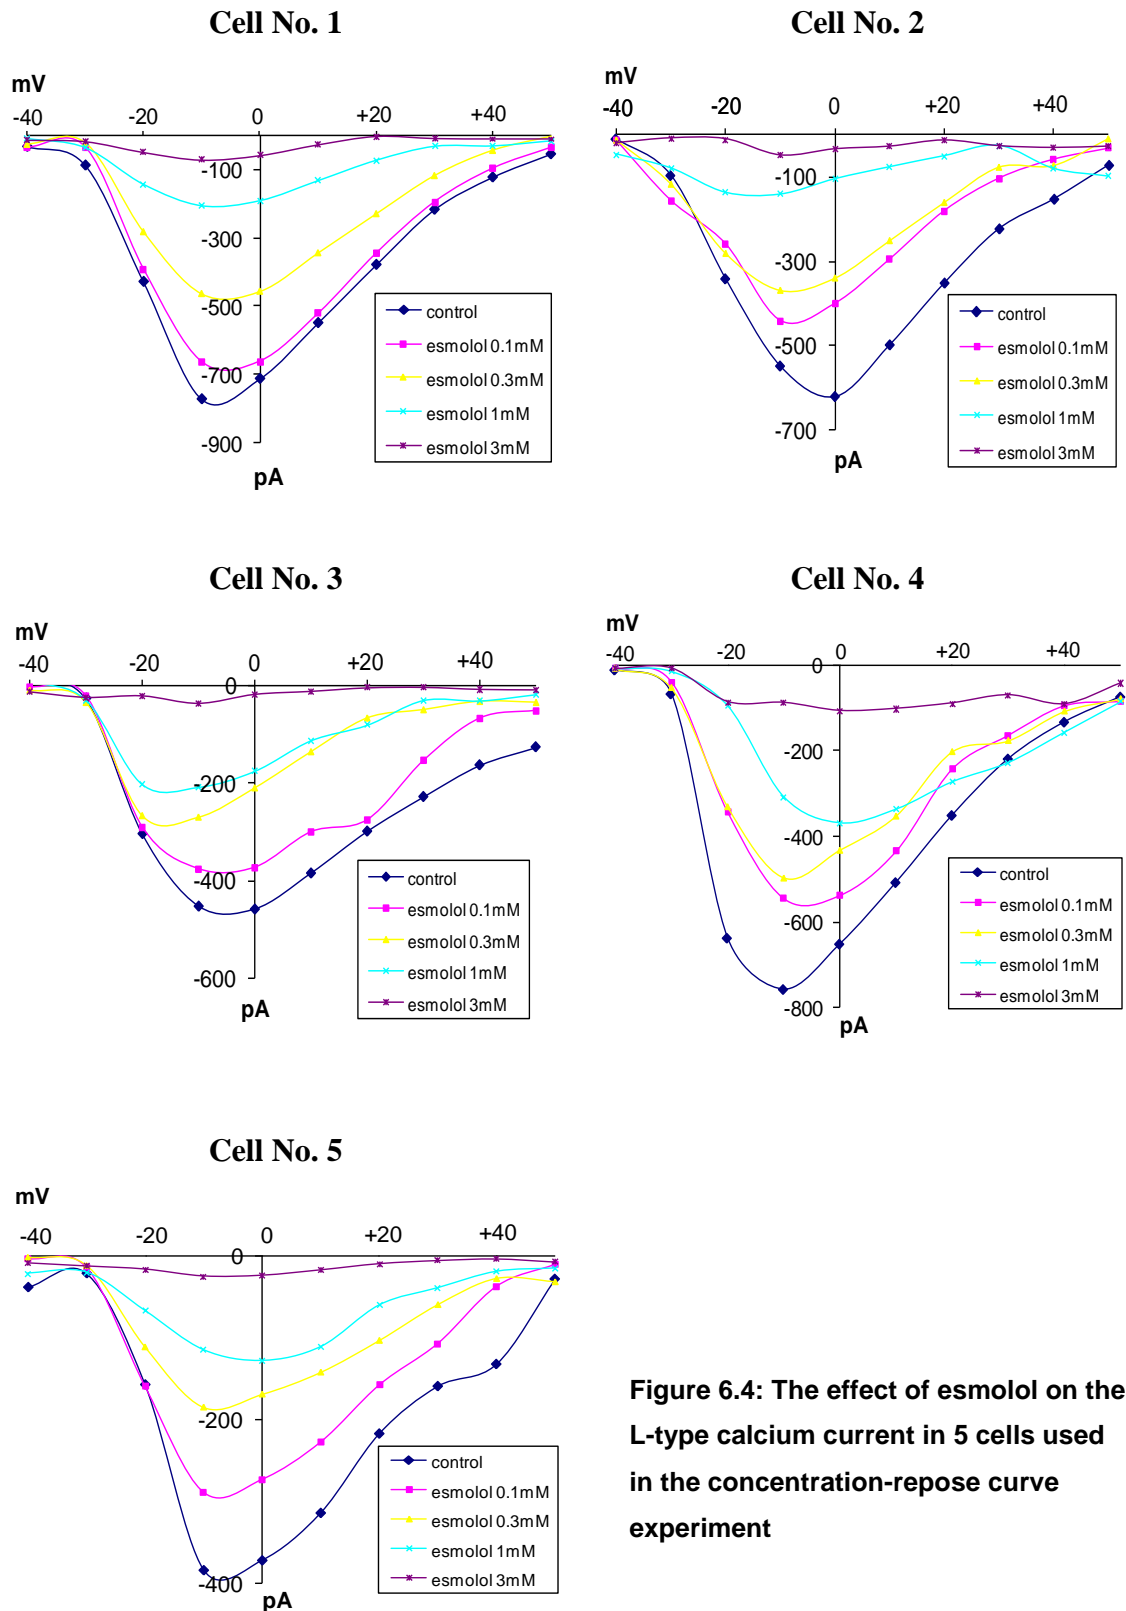 Cell No. 1
mV
-40 -20 0 +20 +40
-100
-300
-500
-700
-900
pA
control
esmolol 0.1mM
esmolol 0.3mM
esmolol 1mM
esmolol 3mM
Cell No. 2
mV
-40 -20 0 +20 +40
-100
-300
-500
-700
pA
control
esmolol 0.1mM
esmolol 0.3mM
esmolol 1mM
esmolol 3mM
Cell No. 3
mV
-40 -20 0 +20 +40
0
-200
-400
-600
pA
control
esmolol 0.1mM
esmolol 0.3mM
esmolol 1mM
esmolol 3mM
Cell No. 4
mV
-40 -20 0 +20 +40
0
-200
-400
-600
-800
pA
control
esmolol 0.1mM
esmolol 0.3mM
esmolol 1mM
esmolol 3mM
Cell No. 5
mV
-40 -20 0 +20 +40
0
-200
-400
pA
control
esmolol 0.1mM
esmolol 0.3mM
esmolol 1mM
esmolol 3mM
Figure 6.4: The effect of esmolol on the
L-type calcium current in 5 cells used
in the concentration-repose curve
experiment